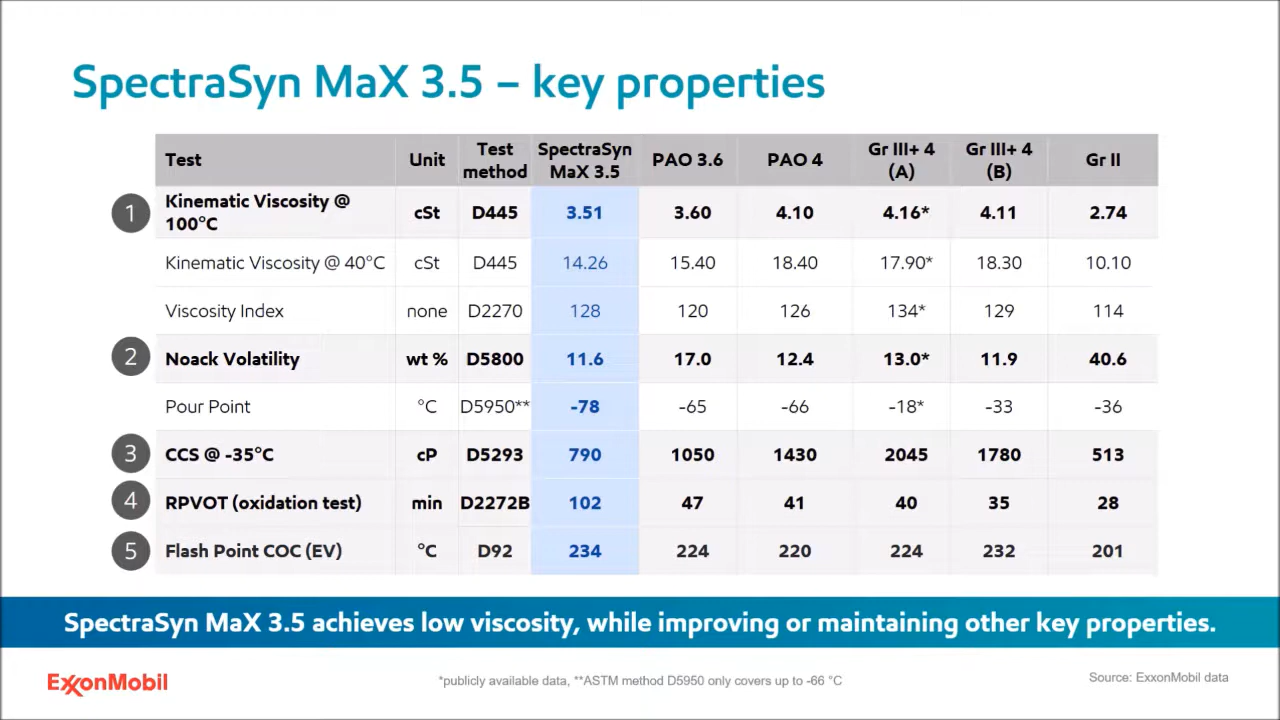 SpectraSyn MaX 3.5 – key properties
Test Unit Test method SpectraSyn MaX 3.5 PAO 3.6 PAO 4 Gr III+ 4 (A) Gr III+ 4 (B) Gr II
1 Kinematic Viscosity @ 100°C cSt D445 3.51 3.60 4.10 4.16* 4.11 2.74
Kinematic Viscosity @ 40°C cSt D445 14.26 15.40 18.40 17.90* 18.30 10.10
Viscosity Index none D2270 128 120 126 134* 129 114
2 Noack Volatility wt % D5800 11.6 17.0 12.4 13.0* 11.9 40.6
Pour Point °C D5950** -78 -65 -66 -18* -33 -36
3 CCS @ -35°C cP D5293 790 1050 1430 2045 1780 513
4 RPVOT (oxidation test) min D2272B 102 47 41 40 35 28
5 Flash Point COC (EV) °C D92 234 224 220 224 232 201
SpectraSyn MaX 3.5 achieves low viscosity, while improving or maintaining other key properties.
ExxonMobil
*publicly available data, **ASTM method D5950 only covers up to -66 °C
Source: ExxonMobil data